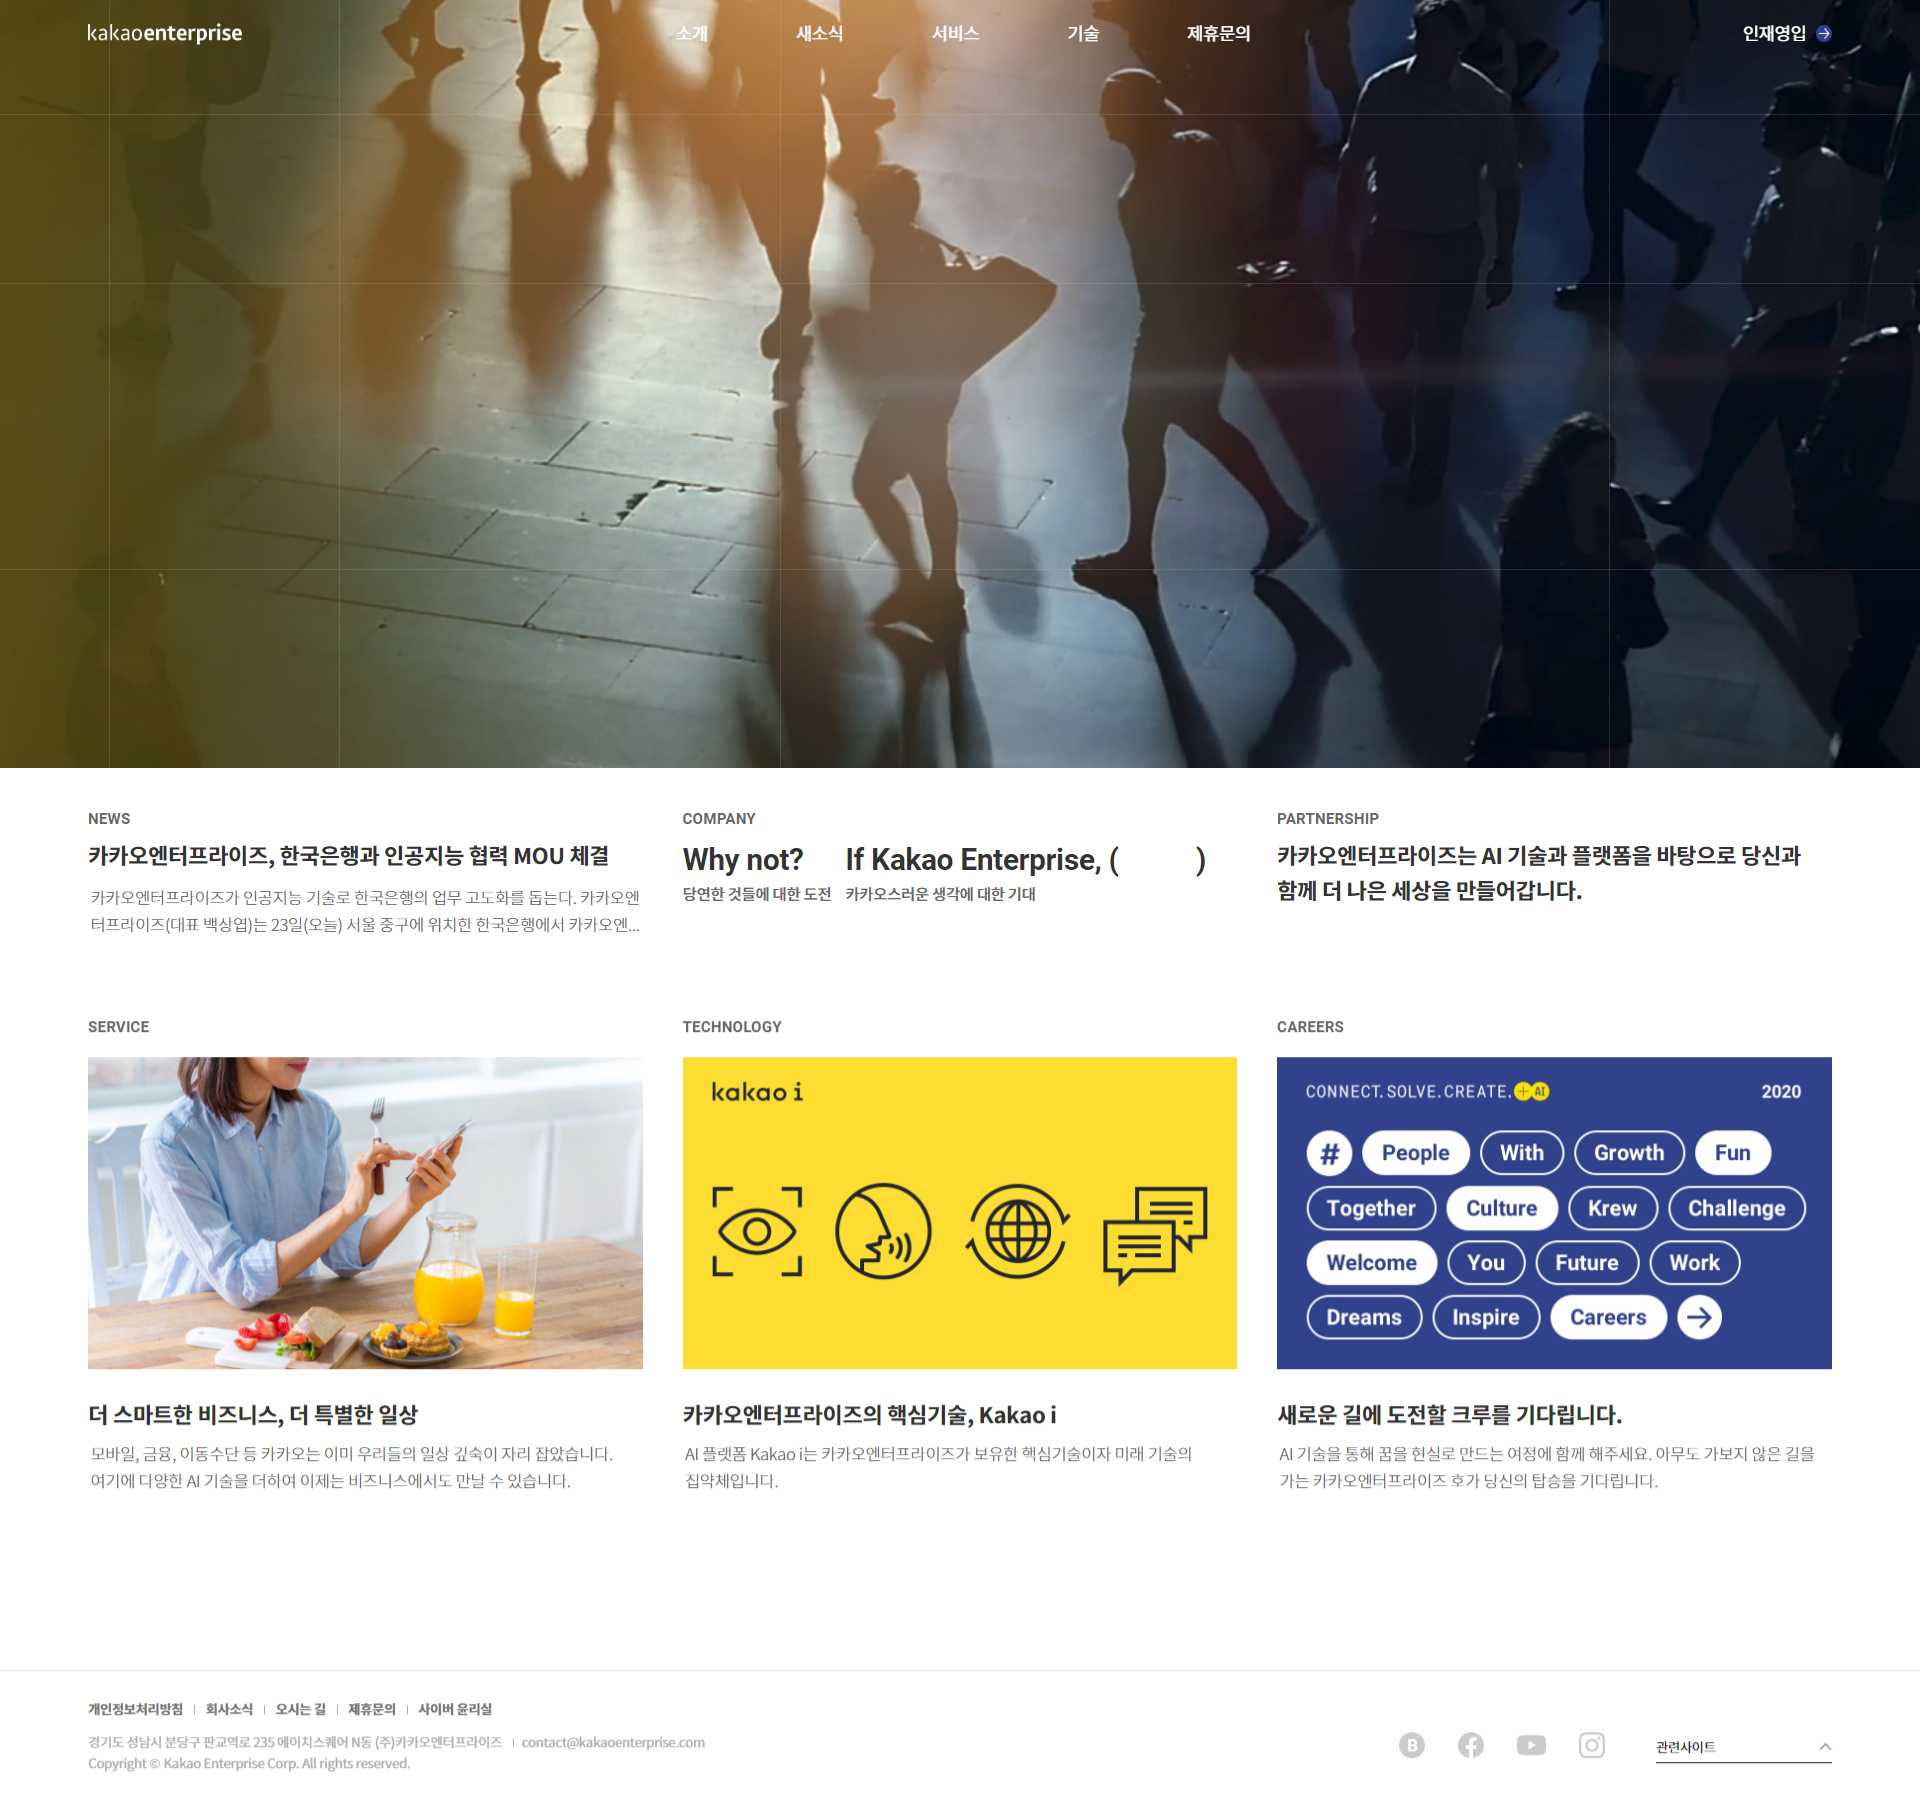 kakaoenterprise
소개
새소식
서비스
기술
제휴문의
인재영입
NEWS
카카오엔터프라이즈, 한국은행과 인공지능 협력 MOU 체결
카카오엔터프라이즈가 인공지능 기술로 한국은행의 업무 고도화를 돕는다. 카카오엔
터프라이즈(대표 백상엽)는 23일(오늘) 서울 중구에 위치한 한국은행에서 카카오엔...
COMPANY
Why not?
당연한 것들에 대한 도전
If Kakao Enterprise, ( )
카카오스러운 생각에 대한 기대
PARTNERSHIP
카카오엔터프라이즈는 AI 기술과 플랫폼을 바탕으로 당신과
함께 더 나은 세상을 만들어갑니다.
SERVICE
더 스마트한 비즈니스, 더 특별한 일상
모바일, 금융, 이동수단 등 카카오는 이미 우리들의 일상 깊숙이 자리 잡았습니다.
여기에 다양한 AI 기술을 더하여 이제는 비즈니스에서도 만날 수 있습니다.
TECHNOLOGY
kakao i
카카오엔터프라이즈의 핵심기술, Kakao i
AI 플랫폼 Kakao i는 카카오엔터프라이즈가 보유한 핵심기술이자 미래 기술의
집약체입니다.
CAREERS
CONNECT. SOLVE. CREATE. + AI
2020
# People With Growth Fun
Together Culture Krew Challenge
Welcome You Future Work
Dreams Inspire Careers →
새로운 길에 도전할 크루를 기다립니다.
AI 기술을 통해 꿈을 현실로 만드는 여정에 함께 해주세요. 아무도 가보지 않은 길을
가는 카카오엔터프라이즈 호가 당신의 탑승을 기다립니다.
개인정보처리방침 | 회사소식 | 오시는 길 | 제휴문의 | 사이버 윤리실
경기도 성남시 분당구 판교역로 235 에이치스퀘어 N동 (주)카카오엔터프라이즈 | contact@kakaoenterprise.com
Copyright © Kakao Enterprise Corp. All rights reserved.
B
관련사이트